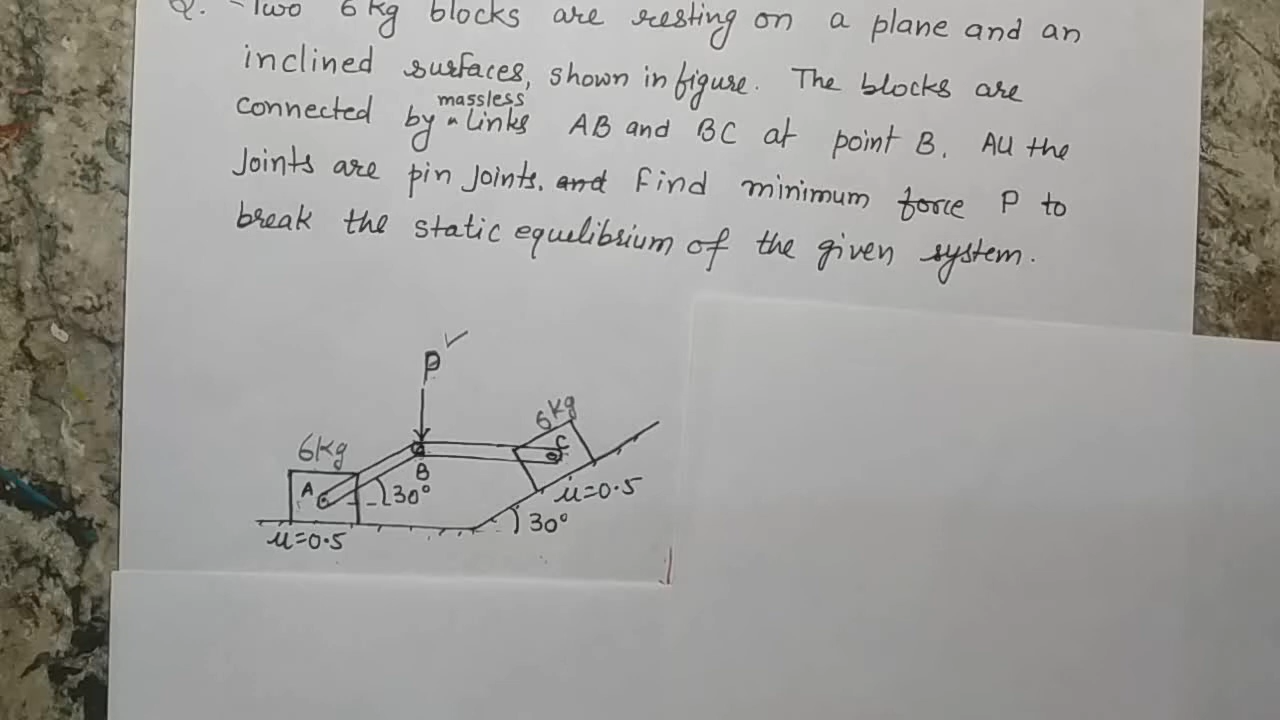 Q. Two 6 kg blocks are resting on a plane and an
inclined surfaces, shown in figure. The blocks are
connected by massless links AB and BC at point B. All the
Joints are pin Joints. and Find minimum force P to
break the static equilibrium of the given system.
P
6kg
6kg
A
B
C
30°
μ=0.5
30°
μ=0.5